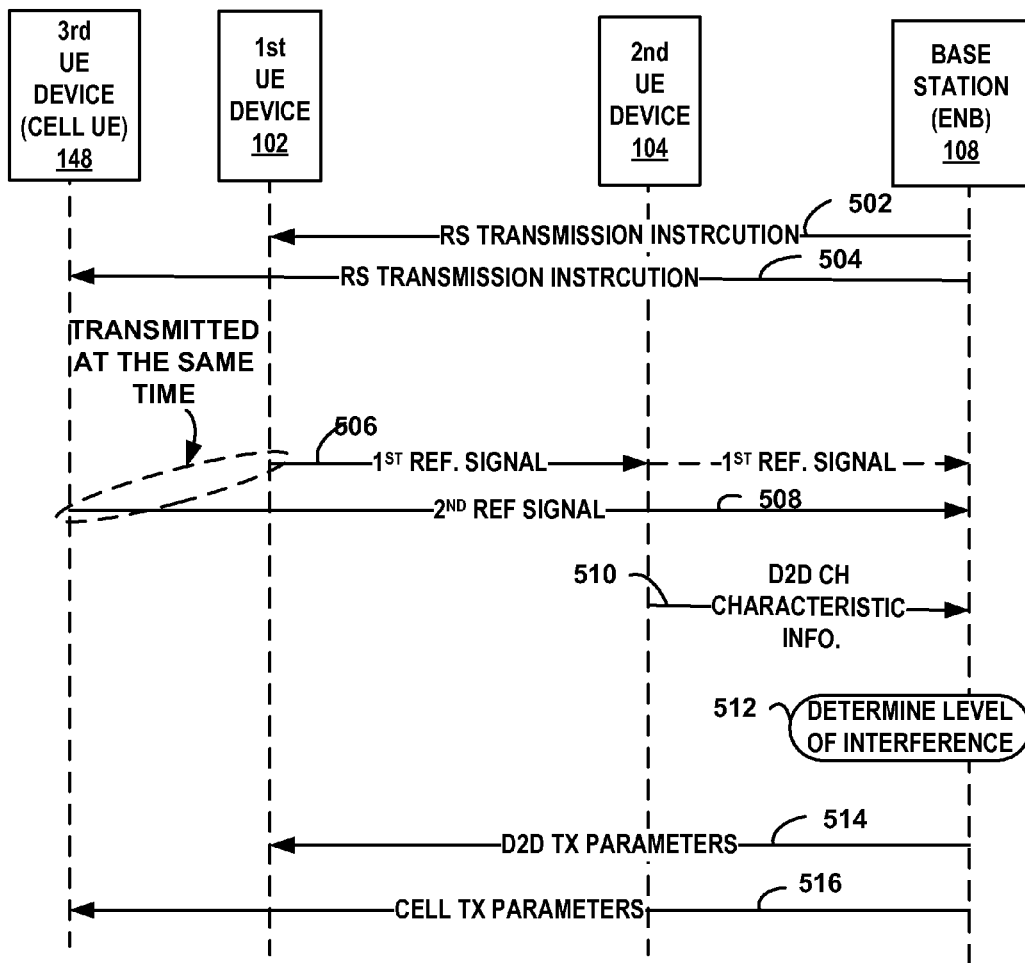 3rd
UE
DEVICE
(CELL UE)
148
1st
UE
DEVICE
102
2nd
UE
DEVICE
104
BASE
STATION
(ENB)
108
502
RS TRANSMISSION INSTRCUTION
504
RS TRANSMISSION INSTRCUTION
TRANSMITTED
AT THE SAME
TIME
506
1ST REF. SIGNAL
1ST REF. SIGNAL
2ND REF SIGNAL
508
510
D2D CH
CHARACTERISTIC
INFO.
512
DETERMINE LEVEL
OF INTERFERENCE
514
D2D TX PARAMETERS
516
CELL TX PARAMETERS